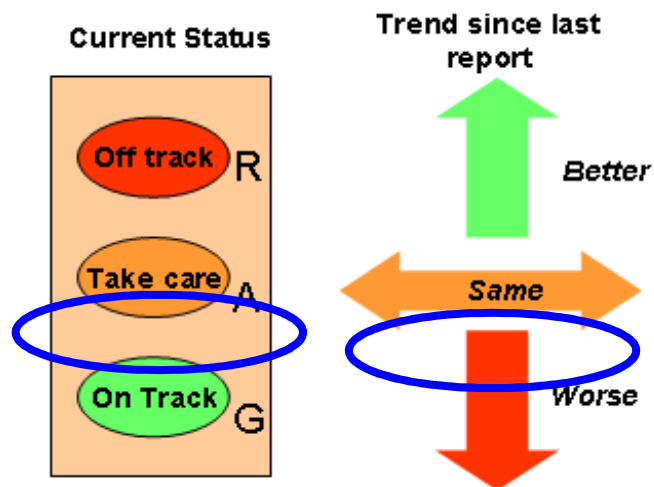 Current Status
Off track R
Take care A
On Track G
Trend since last
report
Better
Same
Worse